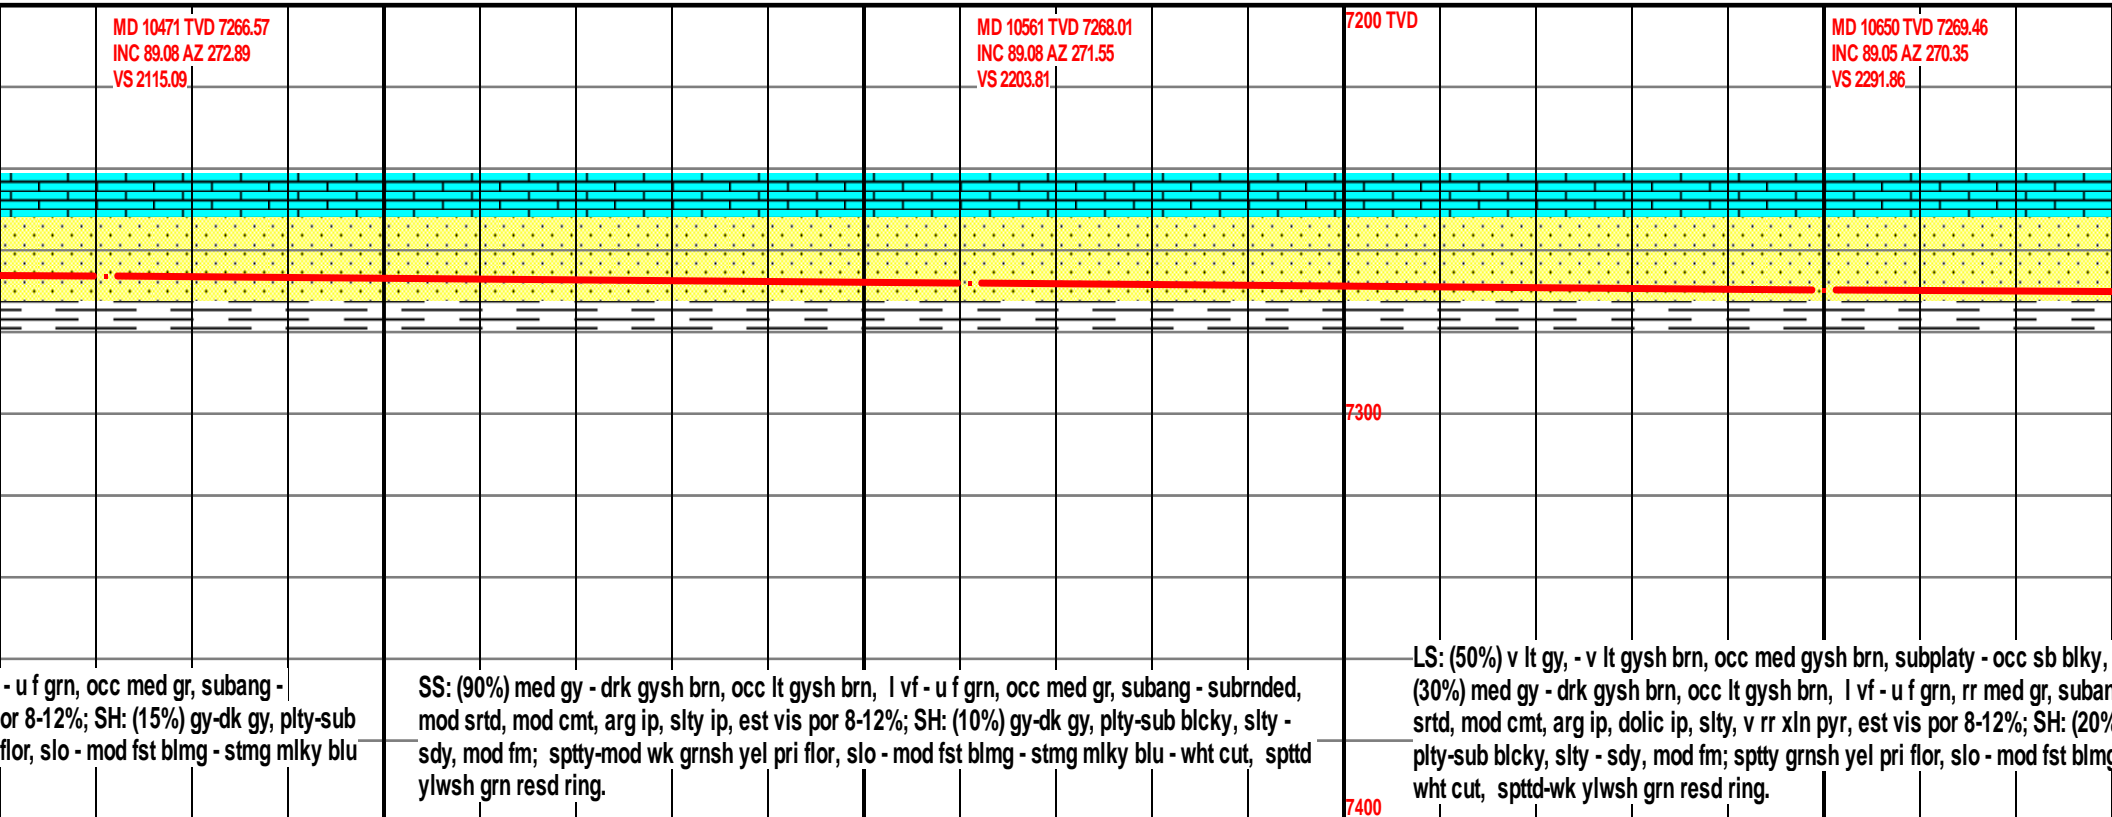 MD 10471 TVD 7266.57
INC 89.08 AZ 272.89
VS 2115.09
MD 10561 TVD 7268.01
INC 89.08 AZ 271.55
VS 2203.81
7200 TVD
MD 10650 TVD 7269.46
INC 89.05 AZ 270.35
VS 2291.86
7300
- u f grn, occ med gr, subang -
or 8-12%; SH: (15%) gy-dk gy, plty-sub
flor, slo - mod fst blmg - stmg mlky blu
SS: (90%) med gy - drk gysh brn, occ lt gysh brn, l vf - u f grn, occ med gr, subang - subrnded,
mod srtd, mod cmt, arg ip, slty ip, est vis por 8-12%; SH: (10%) gy-dk gy, plty-sub blcky, slty -
sdy, mod fm; sptty-mod wk grnsh yel pri flor, slo - mod fst blmg - stmg mlky blu - wht cut, spttd
ylwsh grn resd ring.
LS: (50%) v lt gy, - v lt gysh brn, occ med gysh brn, subplaty - occ sb blky,
(30%) med gy - drk gysh brn, occ lt gysh brn, l vf - u f grn, rr med gr, suban
srtd, mod cmt, arg ip, dolic ip, slty, v rr xln pyr, est vis por 8-12%; SH: (20%
plty-sub blcky, slty - sdy, mod fm; sptty grnsh yel pri flor, slo - mod fst blmg
wht cut, spttd-wk ylwsh grn resd ring.
7400